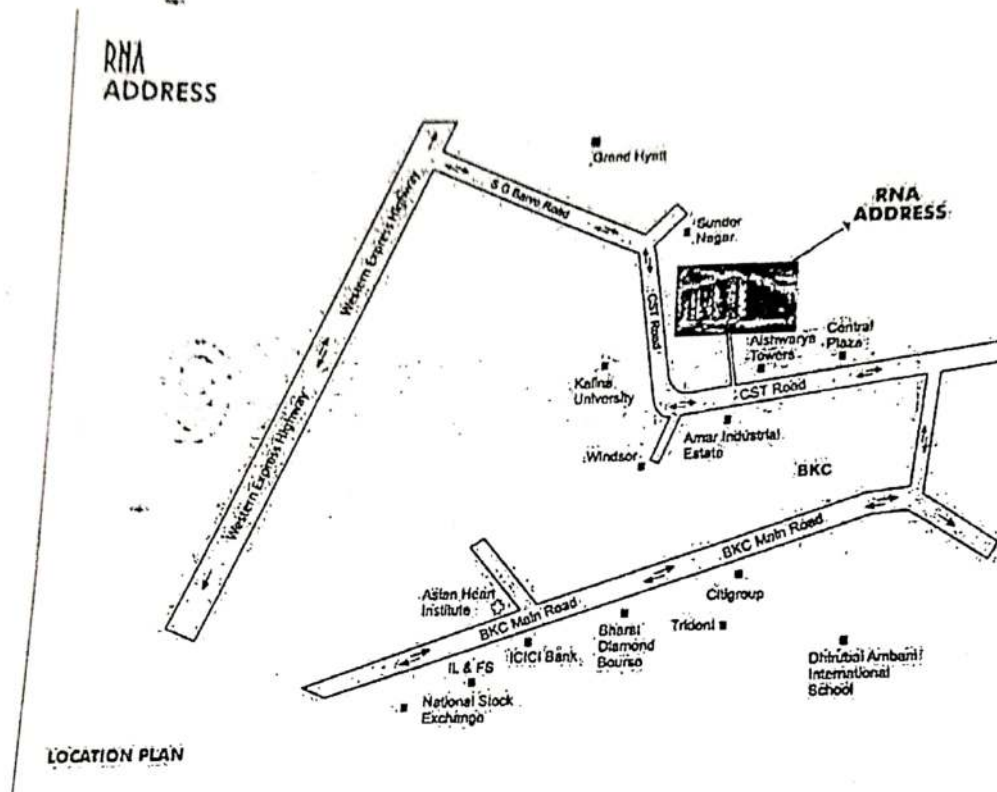 RNA
ADDRESS
Grand Hyatt
S G Barve Road
Western Express Highway
Western Express Highway
Sunder
Nagar
RNA
ADDRESS
CST Road
Aishwarya
Towers
Central
Plaza
Kalina
University
CST Road
Amar Industrial
Estate
Windsor
BKC
BKC Main Road
Asian Heart
Institute
BKC Main Road
Citigroup
Trident
Bharat
Diamond
Bourse
ICICI Bank
IL & FS
National Stock
Exchange
Dhirubai Ambani
International
School
LOCATION PLAN